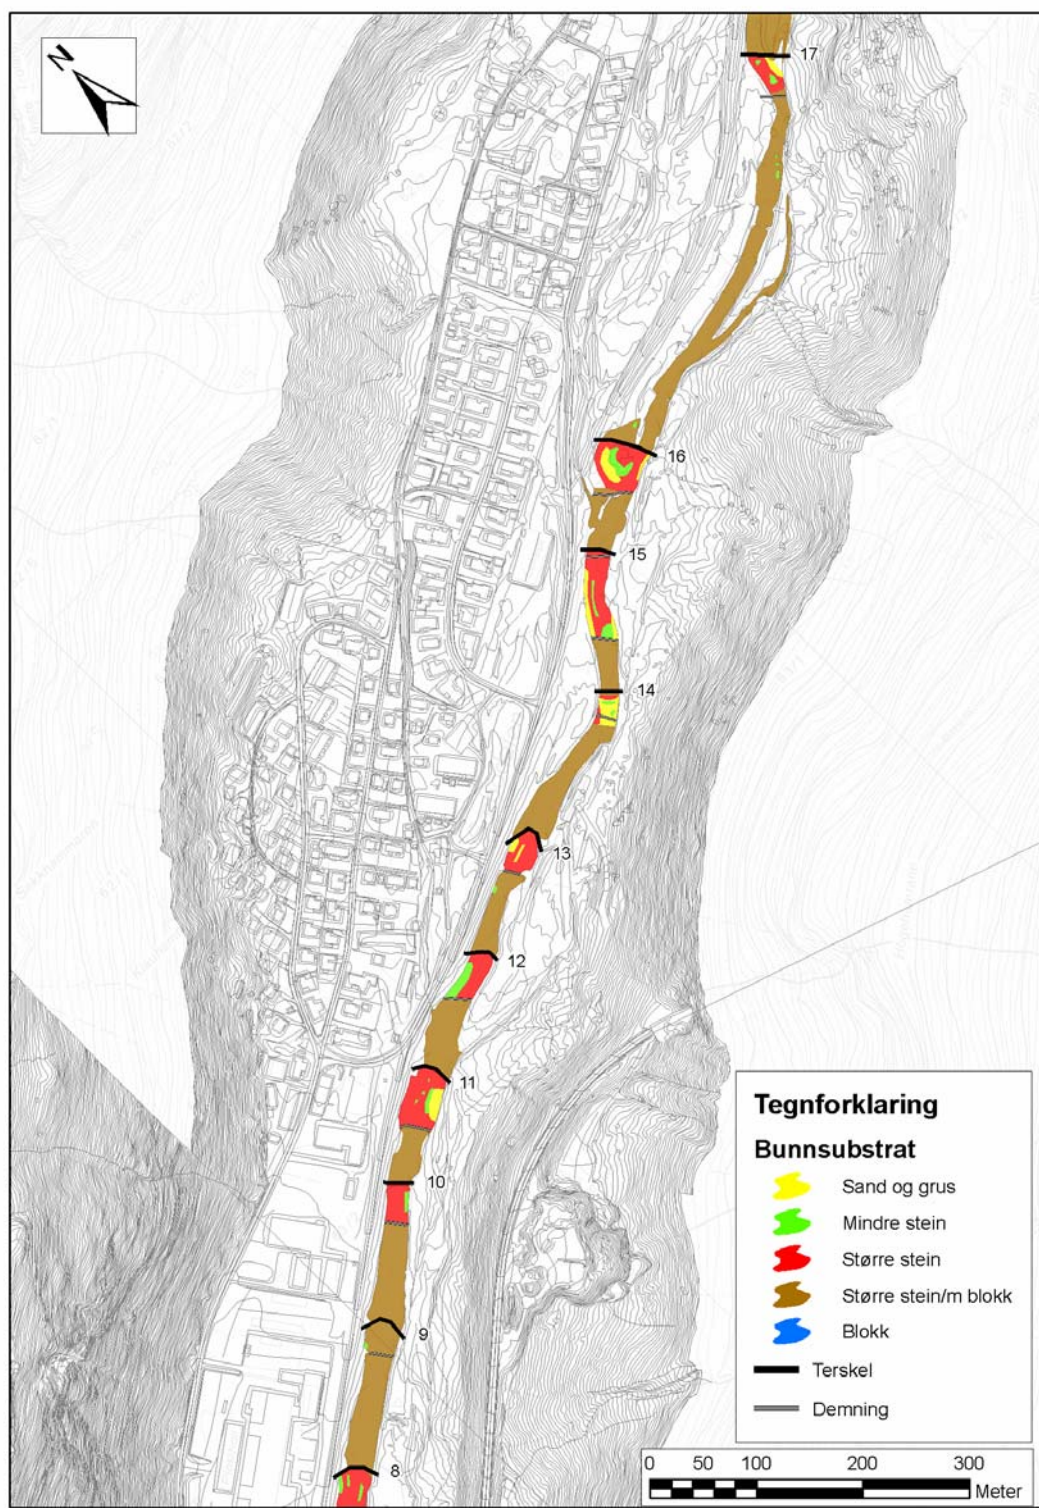 N
17
16
15
14
13
12
11
10
9
8
Tegnforklaring
Bunnsubstrat
Sand og grus
Mindre stein
Større stein
Større stein/m blokk
Blokk
Terskel
Demning
0 50 100 200 300
Meter